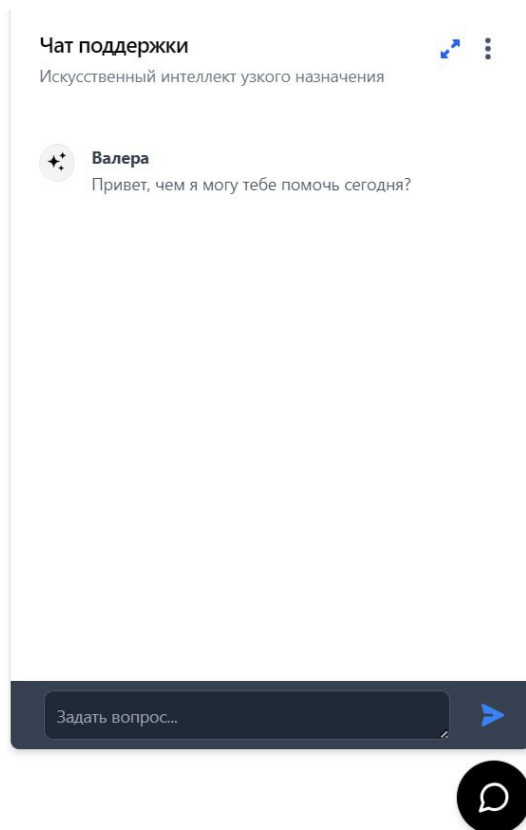 Чат поддержки
Искусственный интеллект узкого назначения
Валера
Привет, чем я могу тебе помочь сегодня?
Задать вопрос...